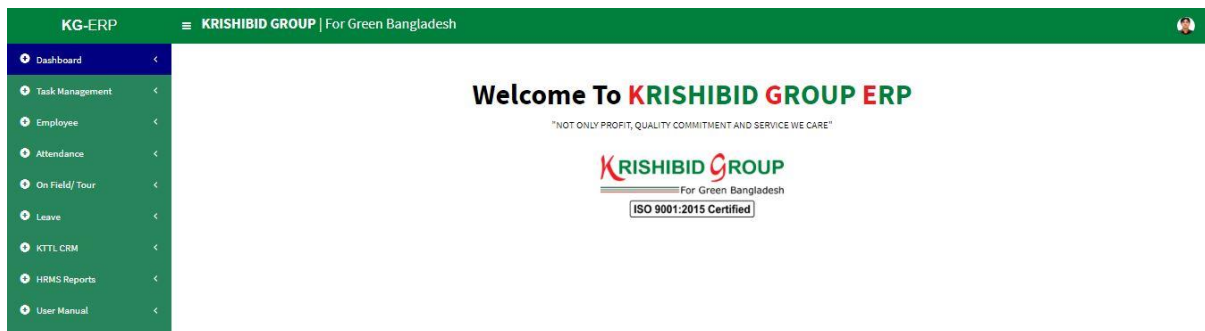 KG-ERP
KRISHIBID GROUP | For Green Bangladesh
Dashboard
Task Management
Employee
Attendance
On Field/ Tour
Leave
KTTL CRM
HRMS Reports
User Manual
Welcome To KRISHIBID GROUP ERP
"NOT ONLY PROFIT, QUALITY COMMITMENT AND SERVICE WE CARE"
KRISHIBID GROUP
For Green Bangladesh
ISO 9001:2015 Certified